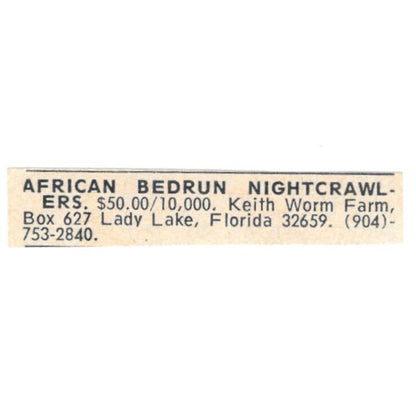 AFRICAN BEDRUN NIGHTCRAWL-
ERS. $50.00/10,000. Keith Worm Farm,
Box 627 Lady Lake, Florida 32659. (904)-
753-2840.